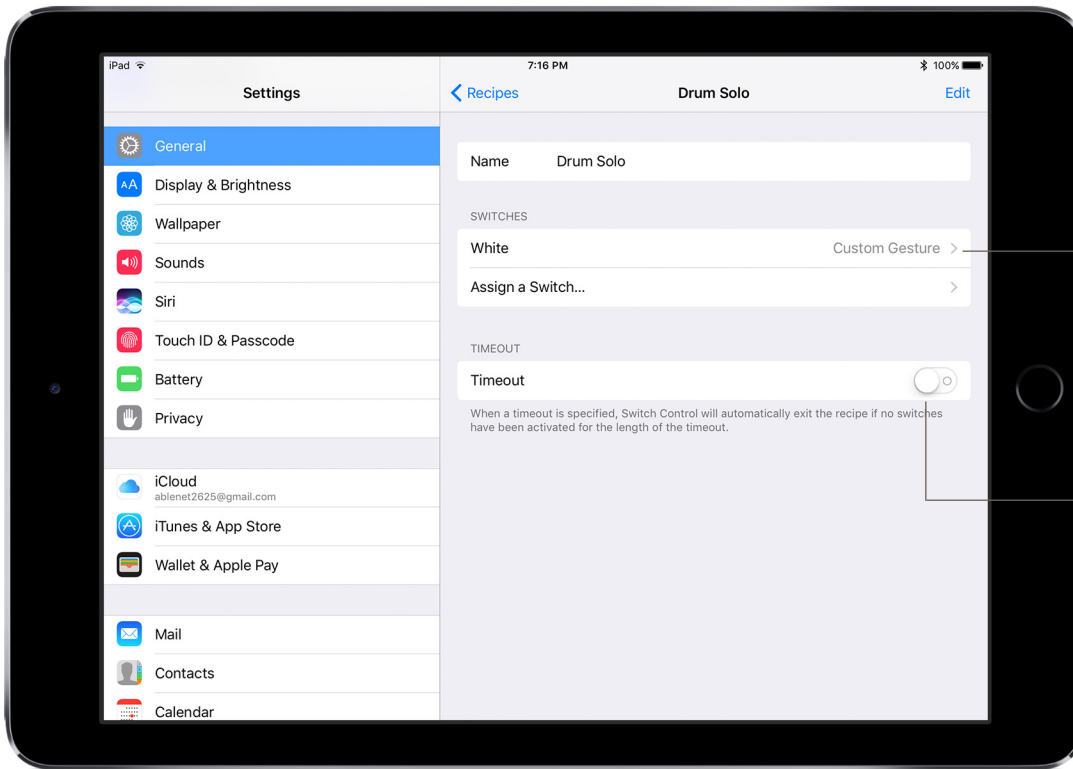 iPad
7:16 PM
100%
Settings
Recipes
Drum Solo
Edit
General
AA
Display & Brightness
Wallpaper
Sounds
Siri
Touch ID & Passcode
Battery
Privacy
iCloud
ablenet2625@gmail.com
iTunes & App Store
Wallet & Apple Pay
Mail
Contacts
Calendar
Name Drum Solo
SWITCHES
White Custom Gesture
Assign a Switch...
TIMEOUT
Timeout
When a timeout is specified, Switch Control will automatically exit the recipe if no switches
have been activated for the length of the timeout.